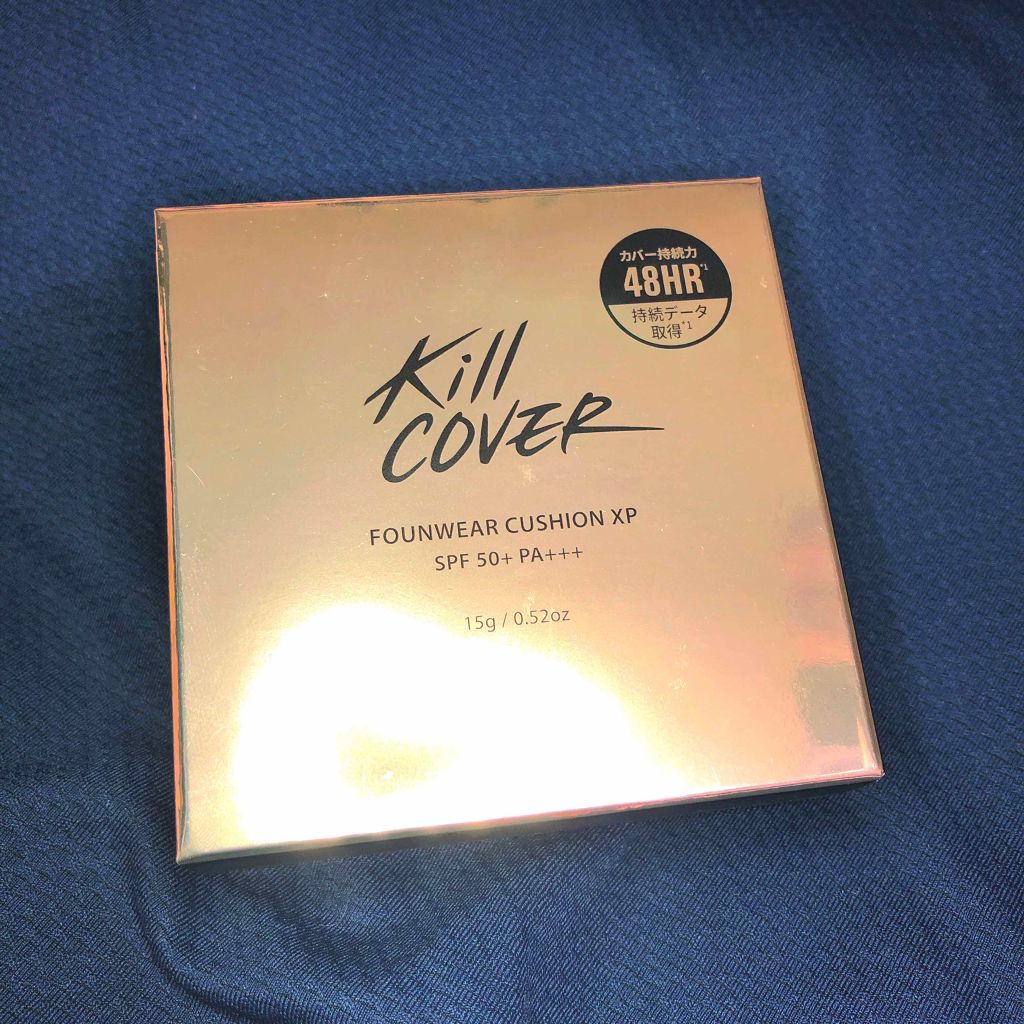 カバー持続力
48HR*1
持続データ
取得*1
Kill
COVER
FOUNWEAR CUSHION XP
SPF 50+ PA+++
15g / 0.52oz